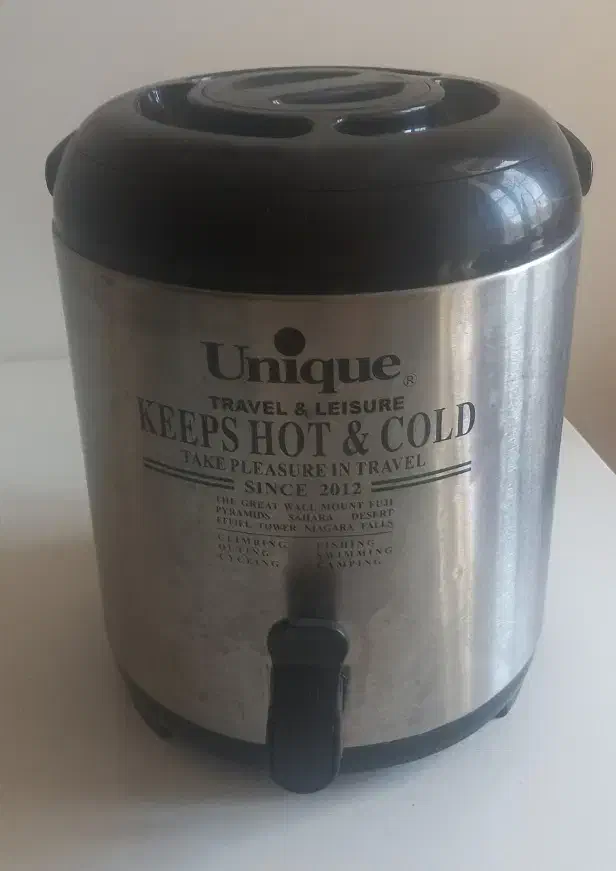 Unique ®
TRAVEL & LEISURE
KEEPS HOT & COLD
TAKE PLEASURE IN TRAVEL
SINCE 2012
THE GREAT WALL MOUNT FUJI
PYRAMIDS SAHARA DESERT
EIFFEL TOWER NIAGARA FALLS
CLIMBING FISHING
OUTING SWIMMING
CYCLING CAMPING